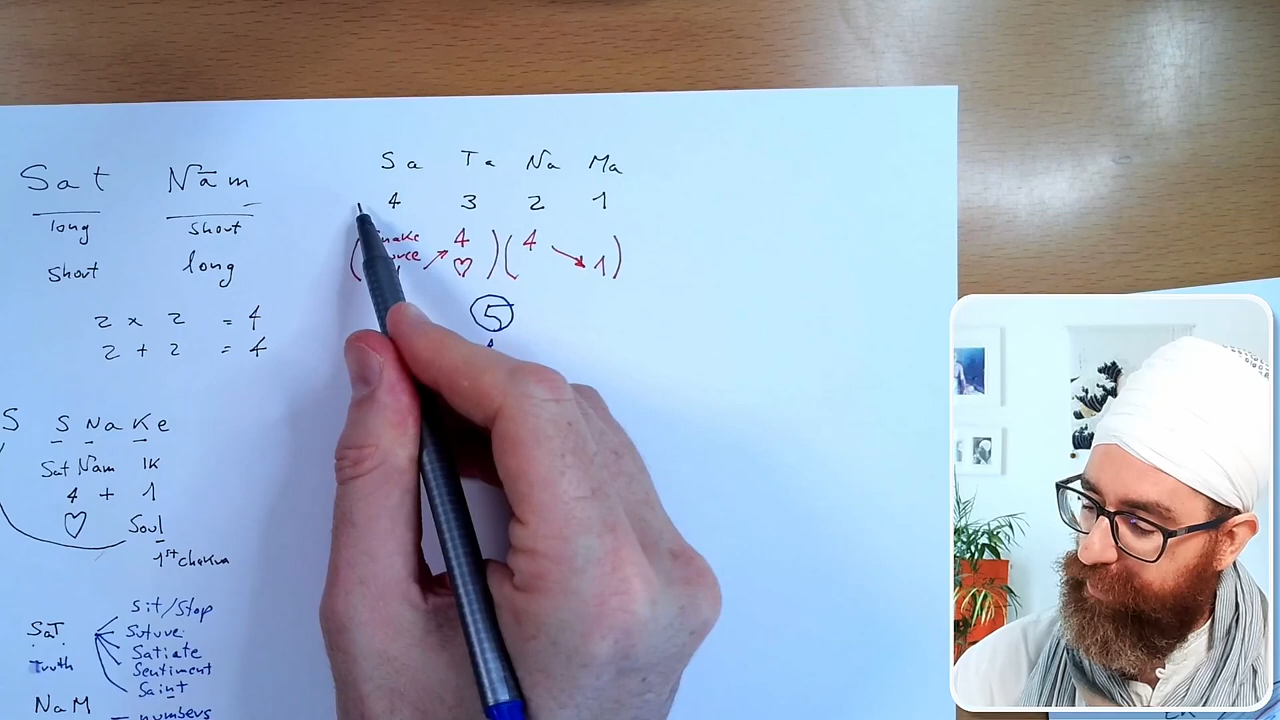 Sat Nām
long short
short long
2 x 2 = 4
2 + 2 = 4
S SNaKe
Sat Nam IK
4 + 1
♡ Soul
1st chakra
SaT
Truth
Sit/Stop
Suture
Satiate
Sentiment
Saint
NaM — numbers
Sa Ta Na Ma
4 3 2 1
4 ) ( 4
♡ 1 )
5